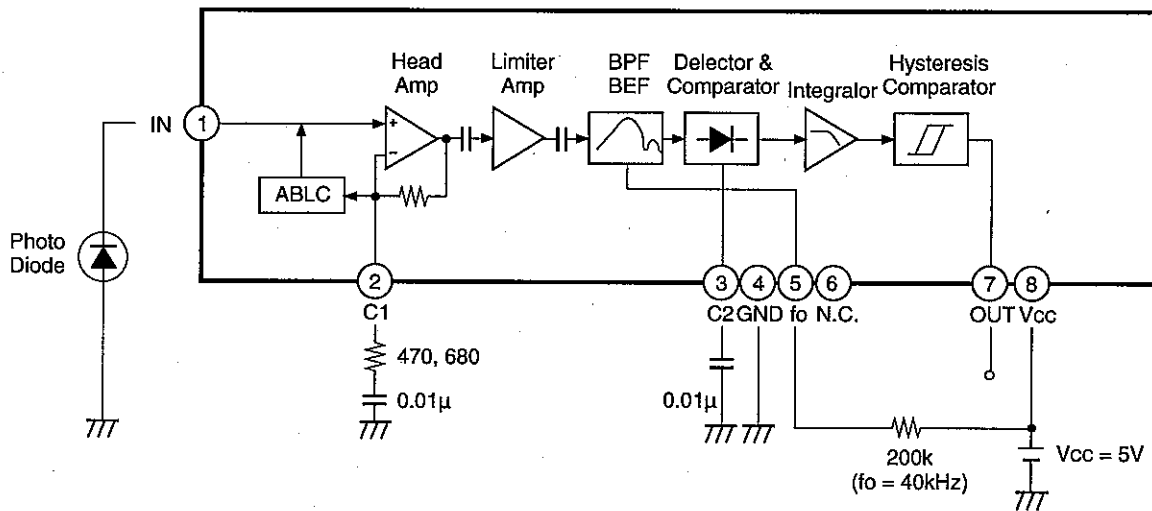 Head
Amp
Limiter
Amp
BPF
BEF
Delector &
Comparator
Integralor
Hysteresis
Comparator
IN
1
+
−
ABLC
Photo
Diode
2
3
4
5
6
7
8
C1
C2 GND fo N.C.
OUT Vcc
470, 680
0.01µ
0.01µ
200k
(fo = 40kHz)
Vcc = 5V